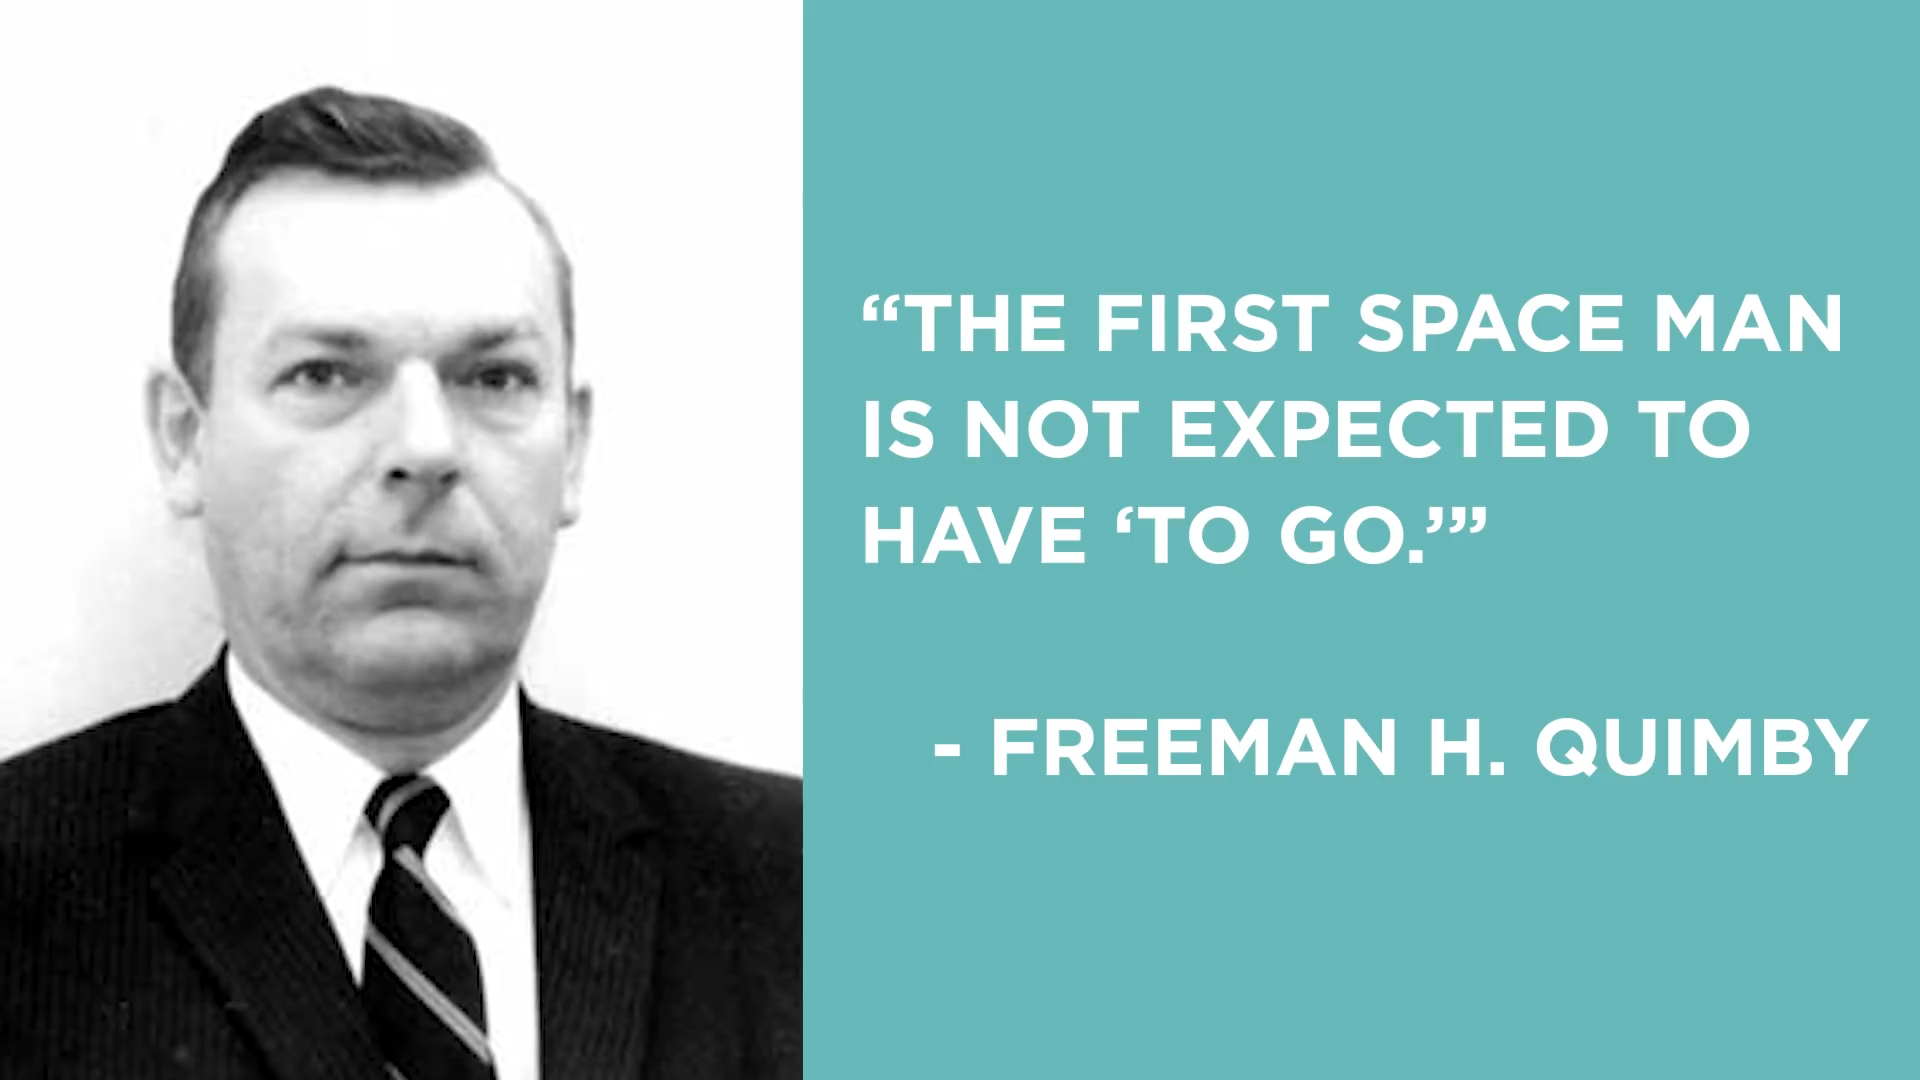 “THE FIRST SPACE MAN
IS NOT EXPECTED TO
HAVE ‘TO GO.’”
- FREEMAN H. QUIMBY